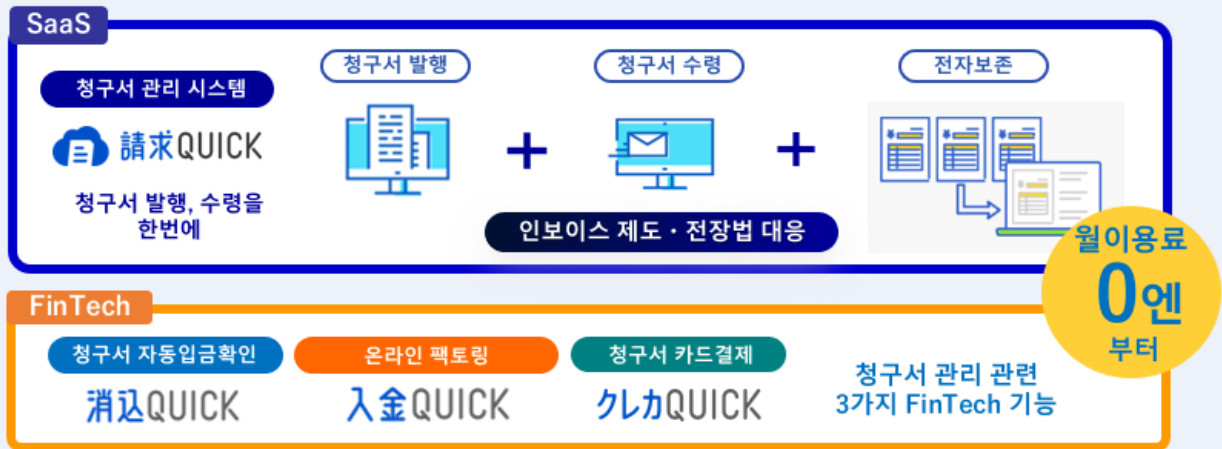 SaaS
청구서 관리 시스템
請求QUICK
청구서 발행, 수령을
한번에
청구서 발행
+
청구서 수령
+
전자보존
인보이스 제도・전장법 대응
월이용료
0엔
부터
FinTech
청구서 자동입금확인
消込QUICK
온라인 팩토링
入金QUICK
청구서 카드결제
クレカQUICK
청구서 관리 관련
3가지 FinTech 기능